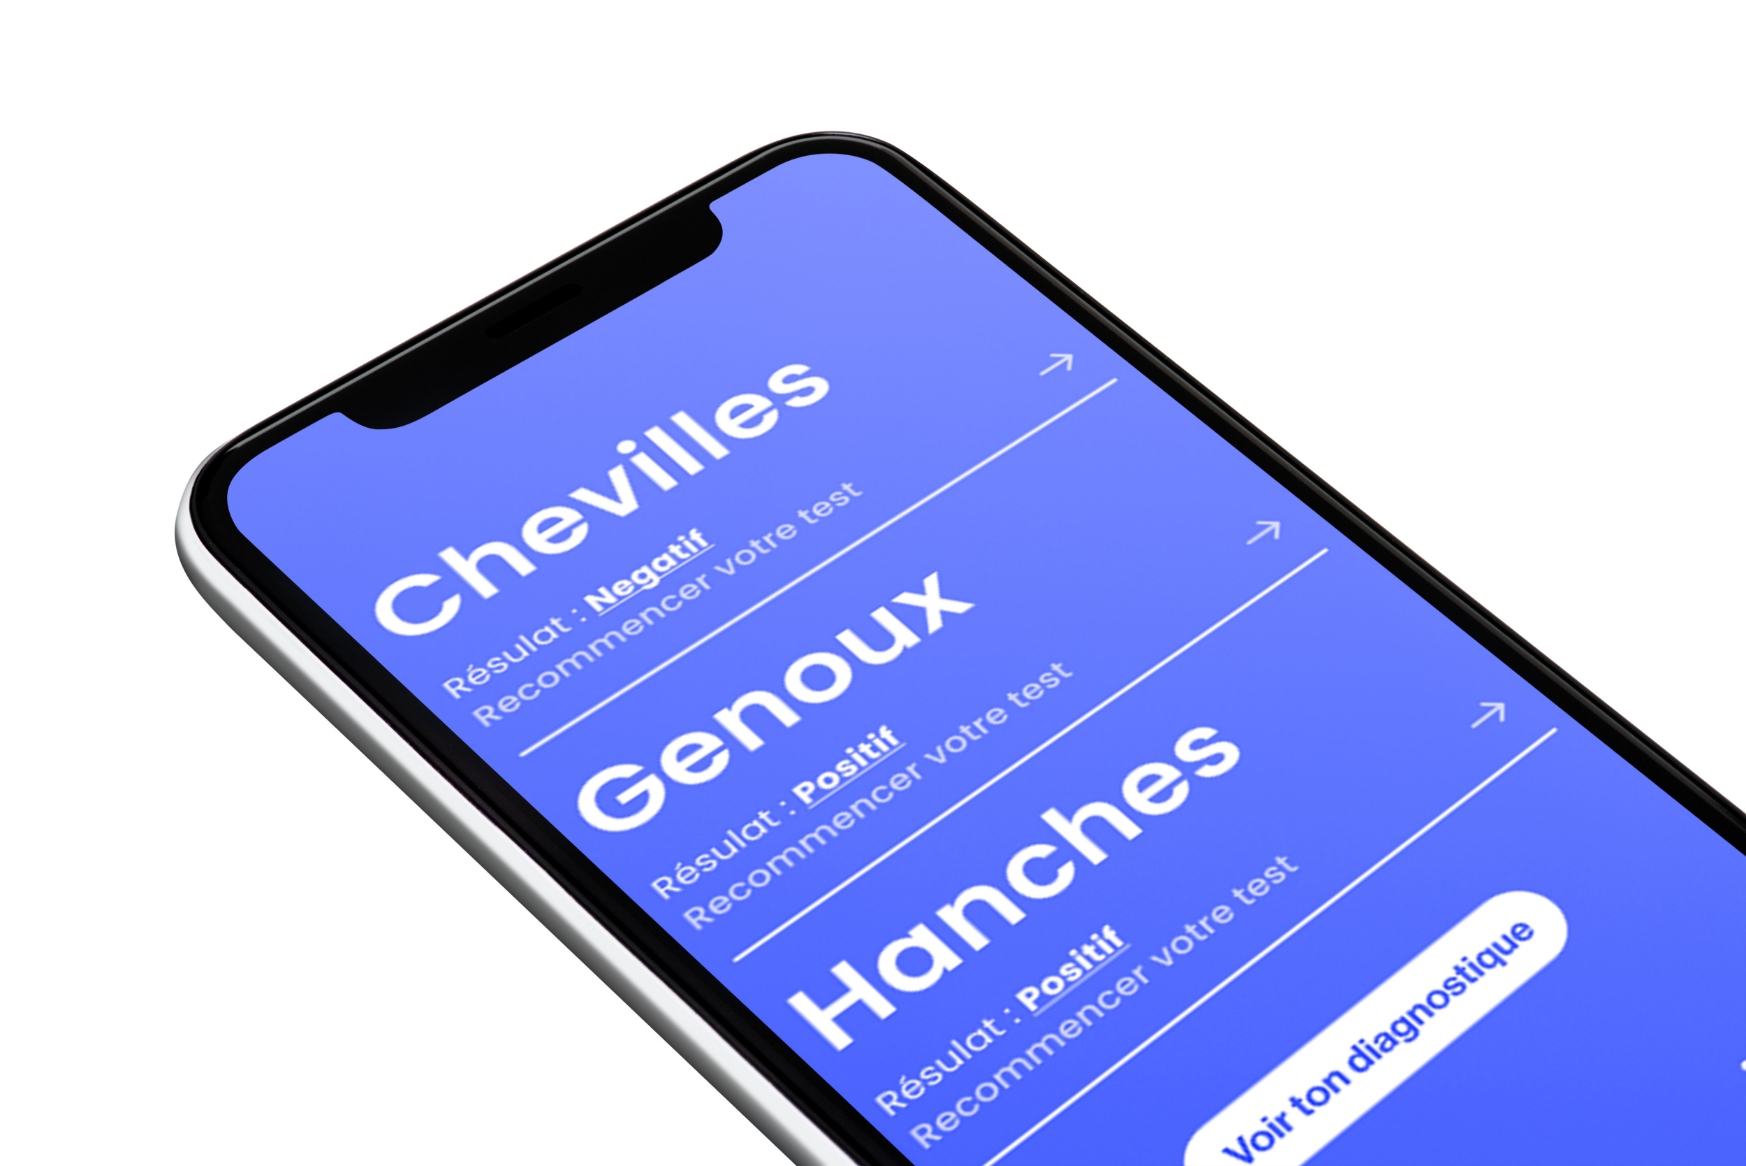 Chevilles
Résulat : Negatif
Recommencer votre test
Genoux
Résulat : Positif
Recommencer votre test
Hanches
Résulat : Positif
Recommencer votre test
Voir ton diagnostique